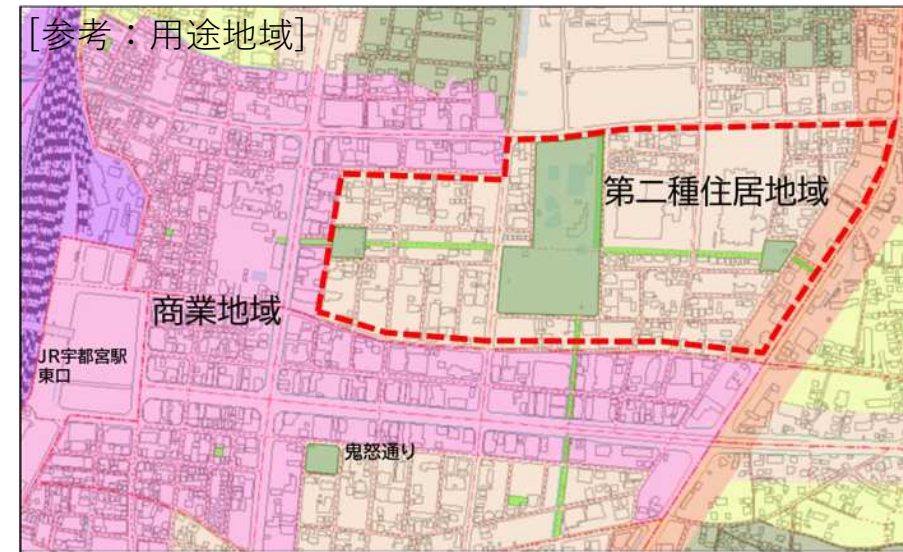 [参考：用途地域]
第二種住居地域
商業地域
JR宇都宮駅
東口
鬼怒通り